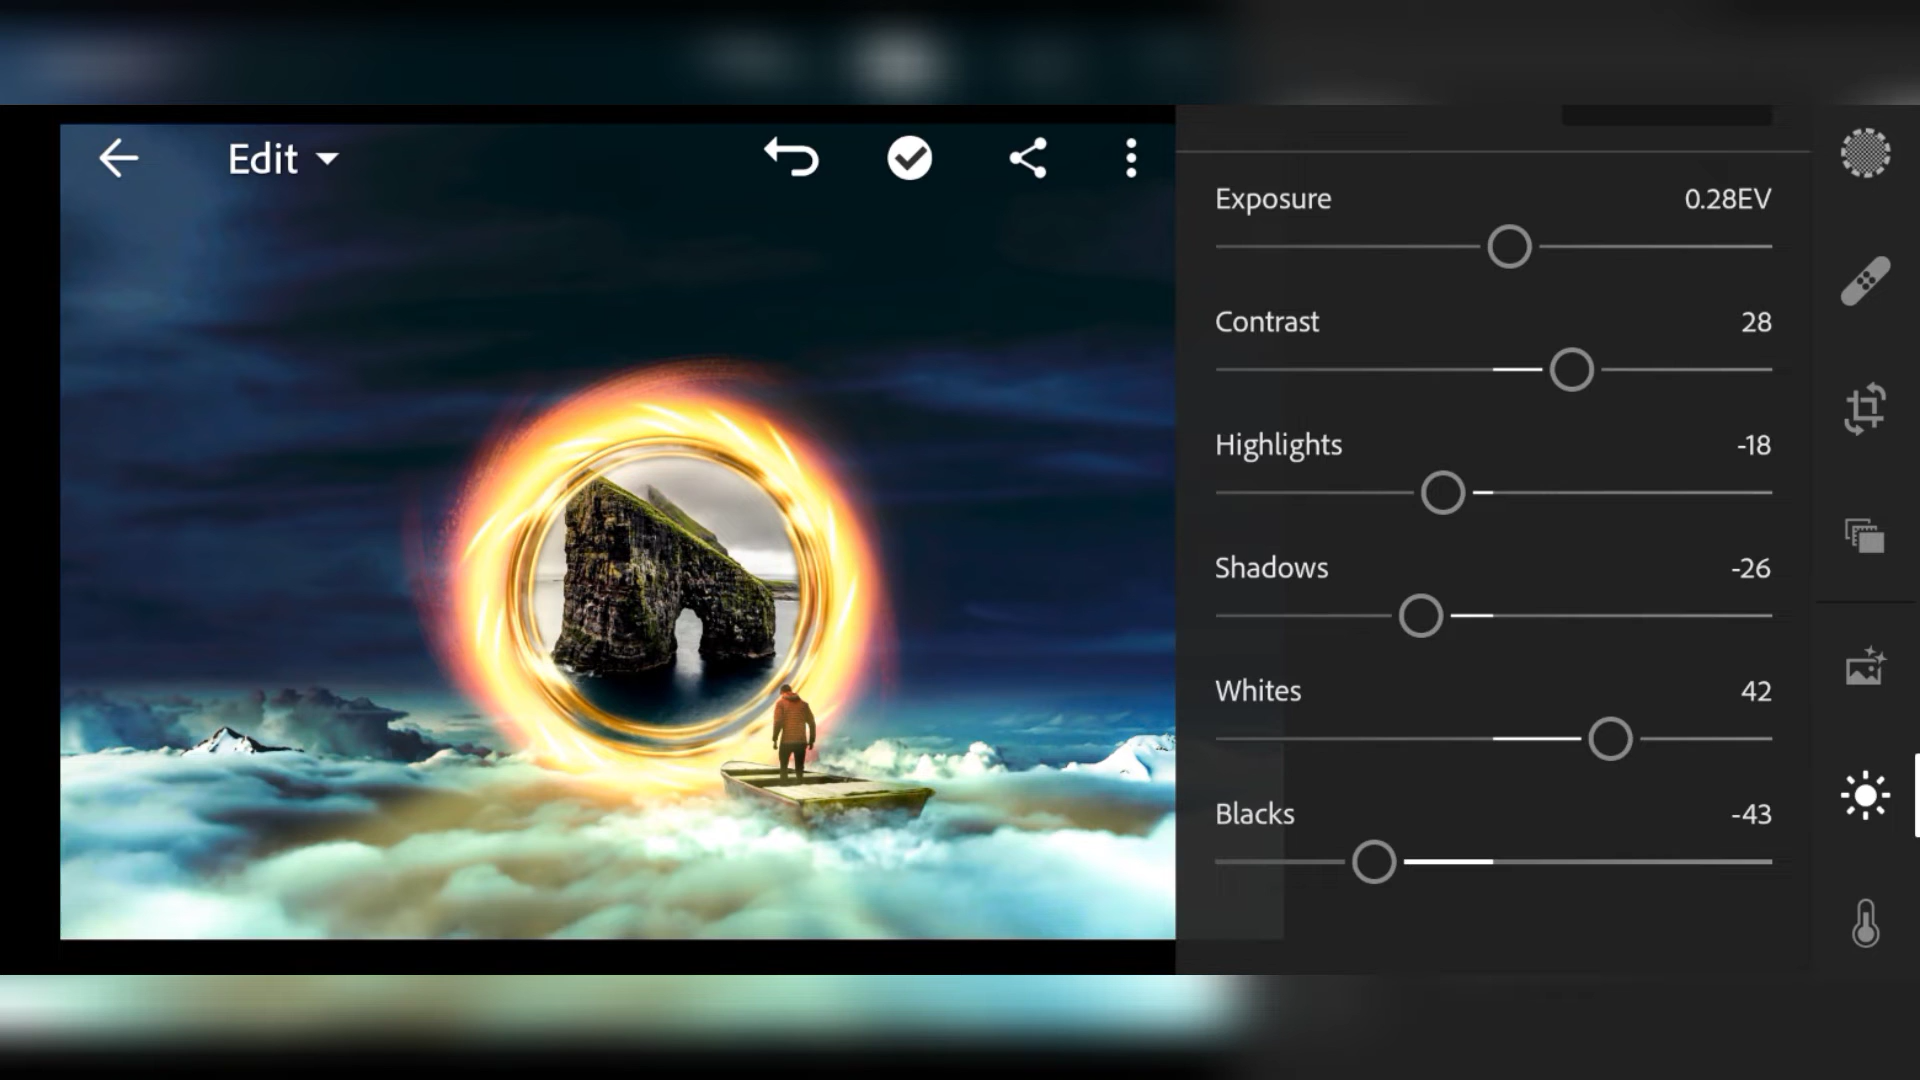 Edit
Exposure 0.28EV
Contrast 28
Highlights -18
Shadows -26
Whites 42
Blacks -43